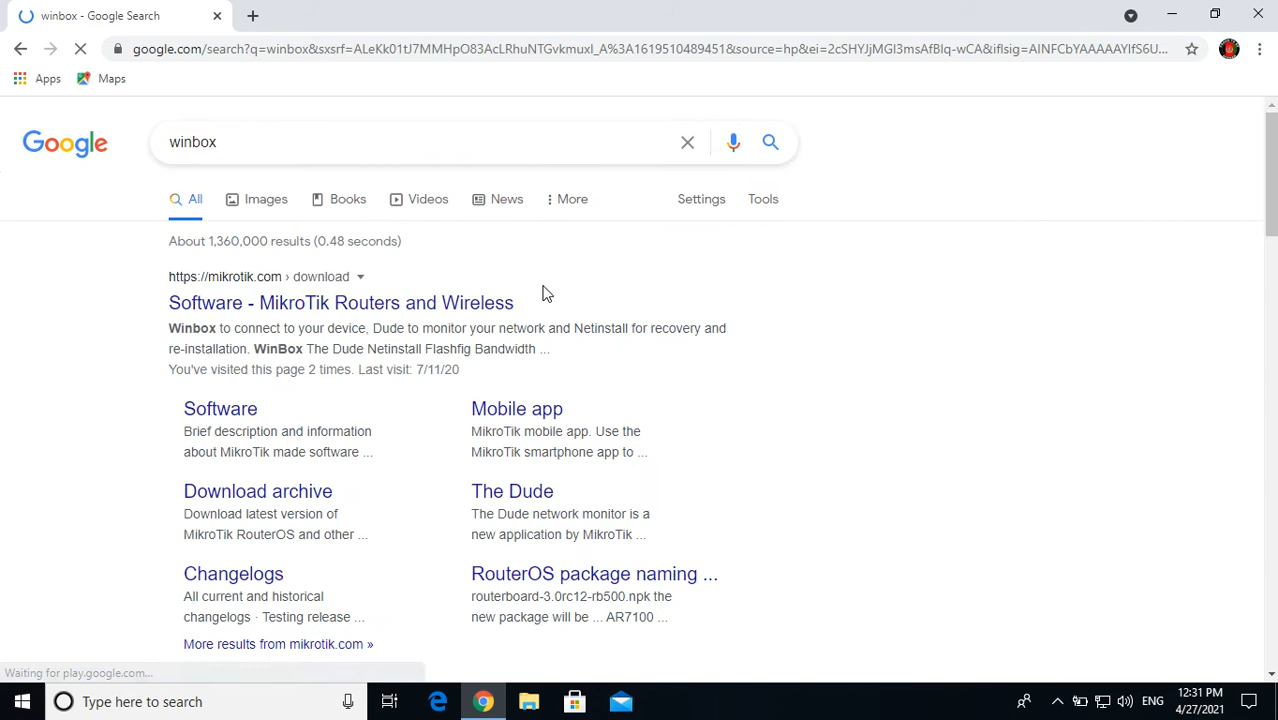 winbox - Google Search
google.com/search?q=winbox&sxsrf=ALeKk01tJ7MMHpO83AcLRhuNTGvkmuxl_A%3A1619510489451&source=hp&ei=2cSHYJjMGI3msAfBlq-wCA&iflsig=AINFCbYAAAAAYIfS6U...
Apps Maps
Google
winbox
All Images Books Videos News More Settings Tools
About 1,360,000 results (0.48 seconds)
https://mikrotik.com › download
Software - MikroTik Routers and Wireless
Winbox to connect to your device, Dude to monitor your network and Netinstall for recovery and
re-installation. WinBox The Dude Netinstall Flashfig Bandwidth ...
You've visited this page 2 times. Last visit: 7/11/20
Software
Brief description and information
about MikroTik made software ...
Mobile app
MikroTik mobile app. Use the
MikroTik smartphone app to ...
Download archive
Download latest version of
MikroTik RouterOS and other ...
The Dude
The Dude network monitor is a
new application by MikroTik ...
Changelogs
All current and historical
changelogs · Testing release ...
RouterOS package naming ...
routerboard-3.0rc12-rb500.npk the
new package will be ... AR7100 ...
More results from mikrotik.com »
Waiting for play.google.com...
Type here to search
ENG
12:31 PM
4/27/2021